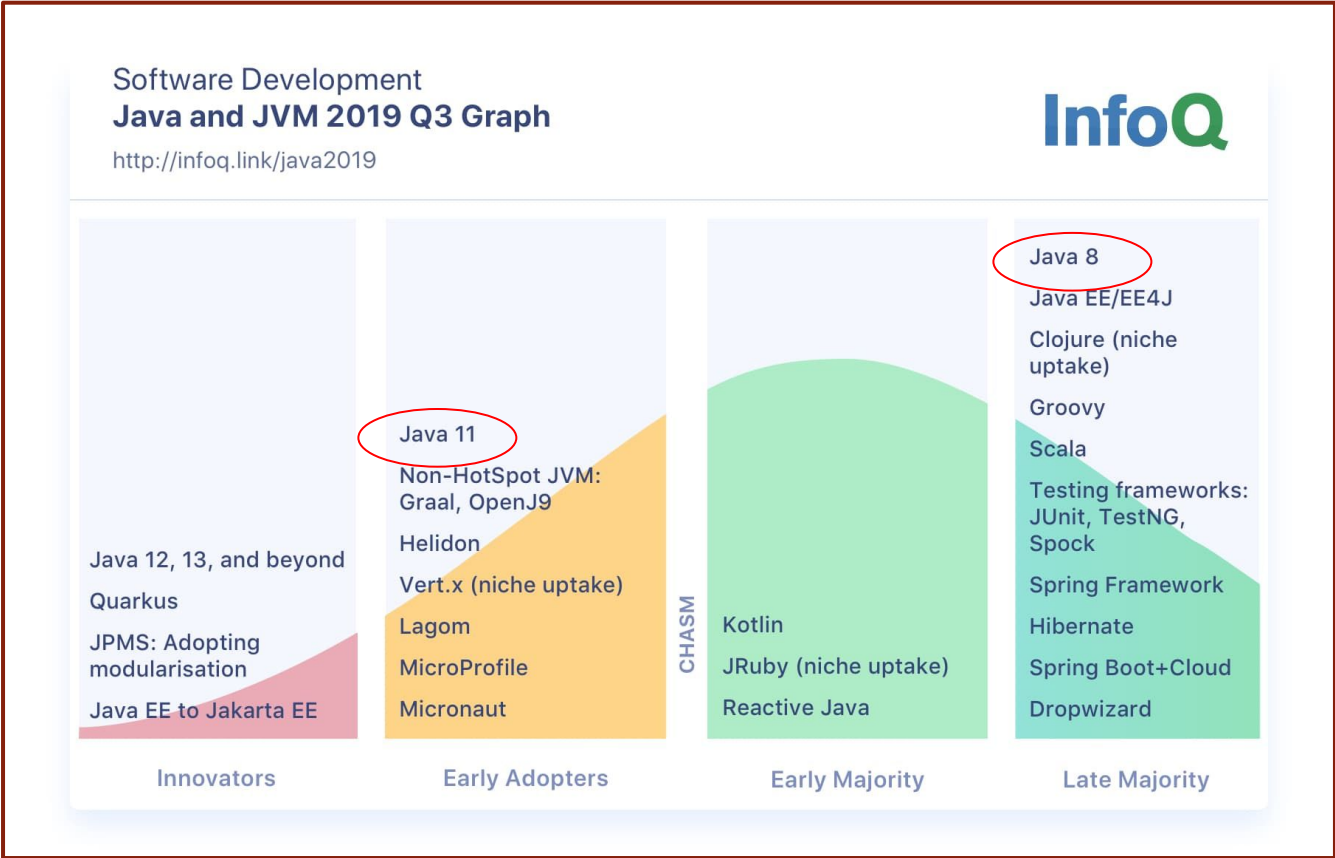 Software Development
Java and JVM 2019 Q3 Graph
http://infoq.link/java2019
InfoQ
Java 12, 13, and beyond
Quarkus
JPMS: Adopting
modularisation
Java EE to Jakarta EE
Innovators
Java 11
Non-HotSpot JVM:
Graal, OpenJ9
Helidon
Vert.x (niche uptake)
Lagom
MicroProfile
Micronaut
Early Adopters
CHASM
Kotlin
JRuby (niche uptake)
Reactive Java
Early Majority
Java 8
Java EE/EE4J
Clojure (niche
uptake)
Groovy
Scala
Testing frameworks:
JUnit, TestNG,
Spock
Spring Framework
Hibernate
Spring Boot+Cloud
Dropwizard
Late Majority